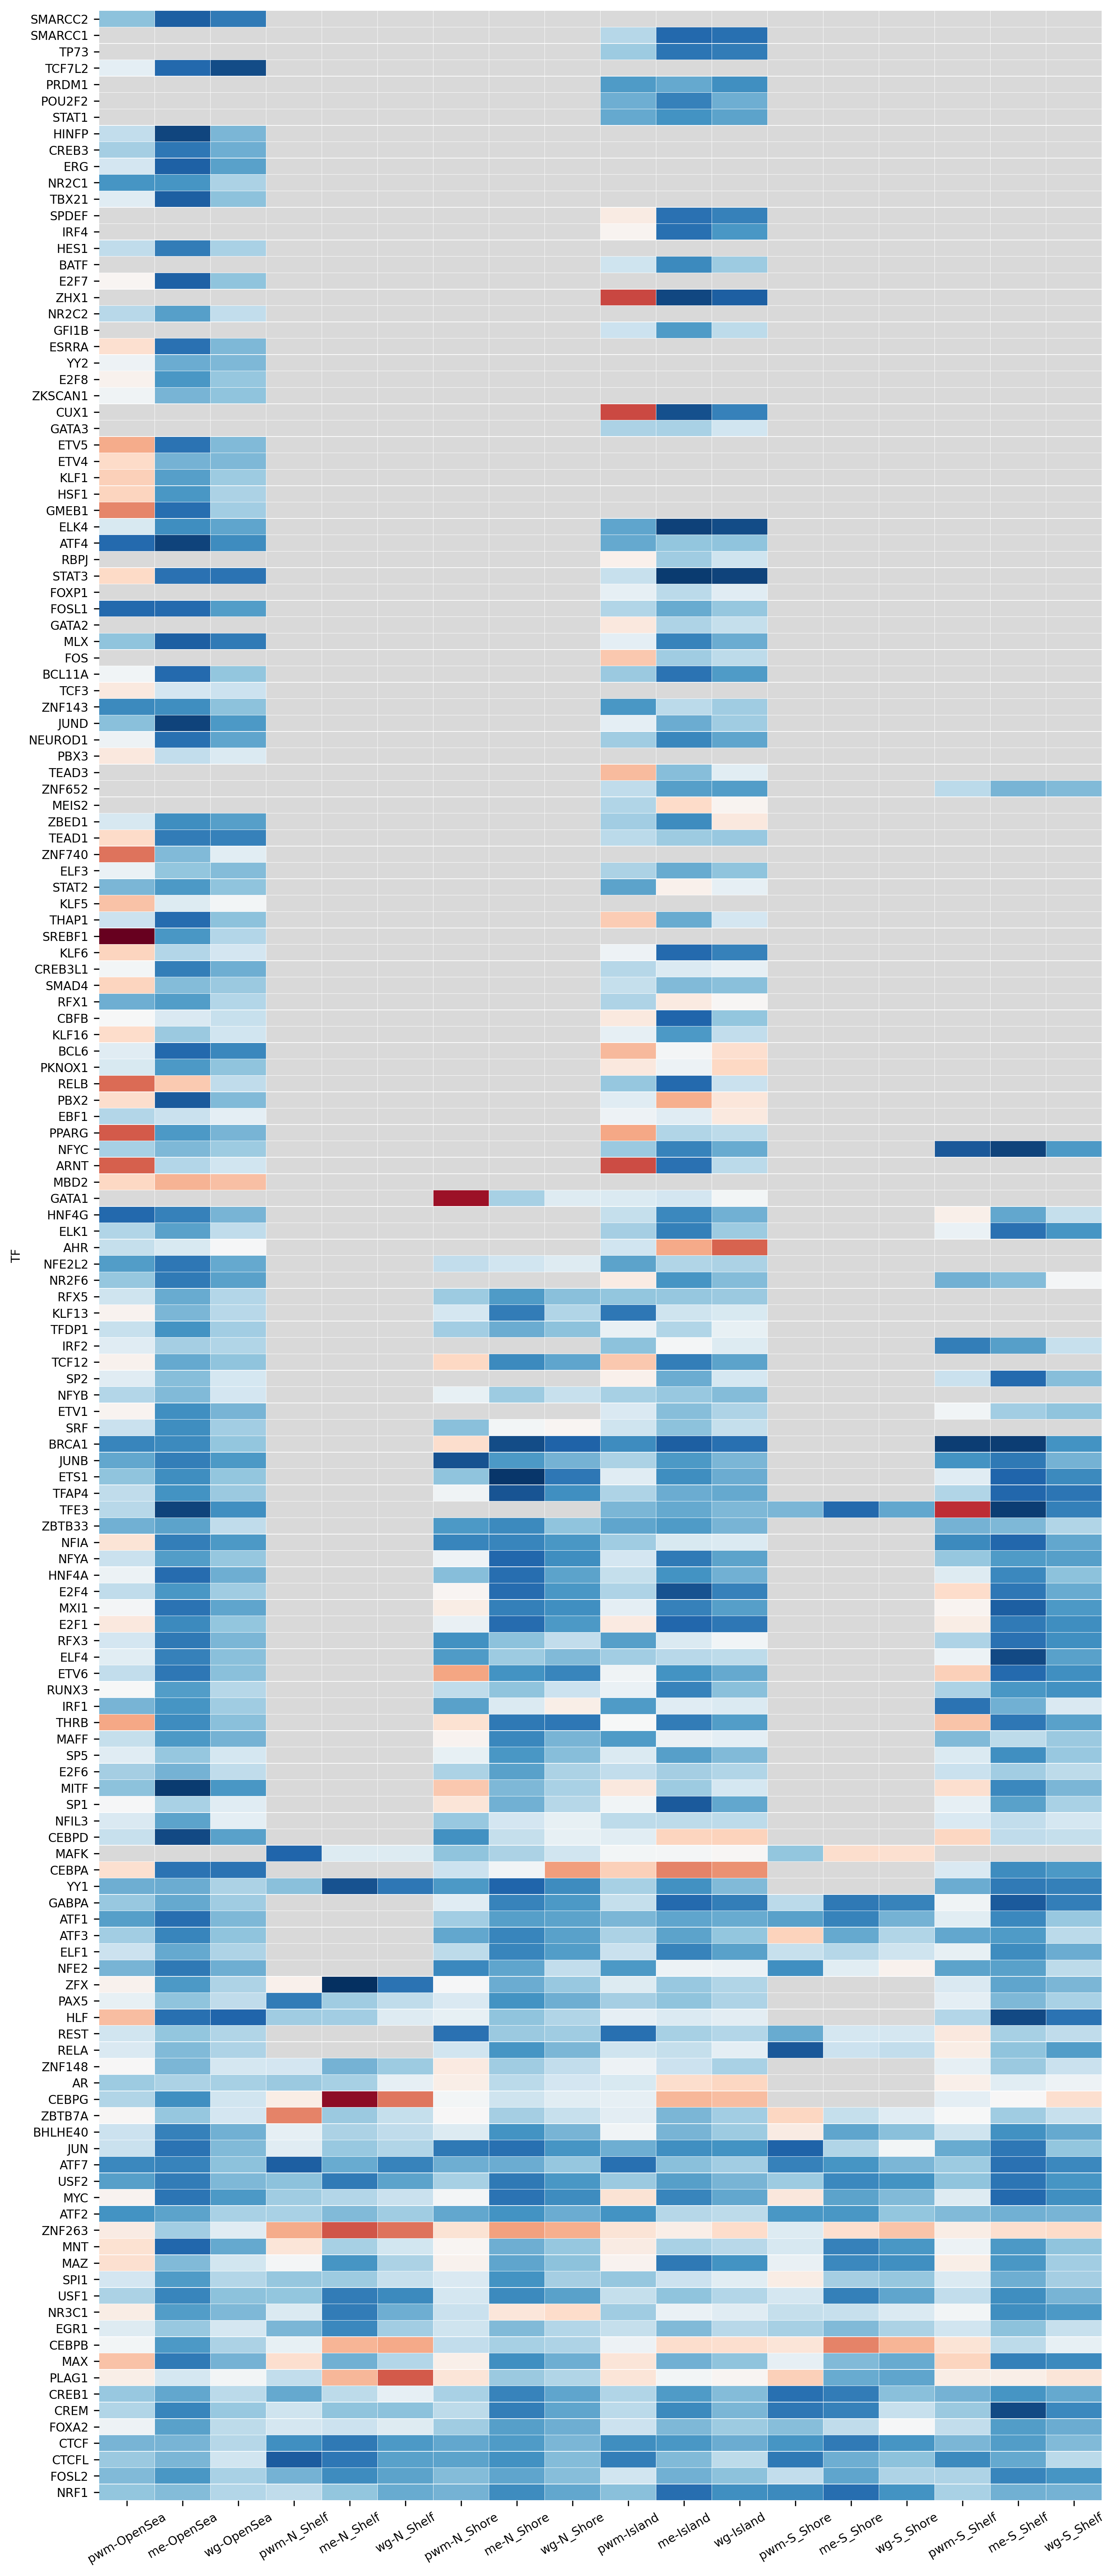 SMARCC2
SMARCC1
TP73
TCF7L2
PRDM1
POU2F2
STAT1
HINFP
CREB3
ERG
NR2C1
TBX21
SPDEF
IRF4
HES1
BATF
E2F7
ZHX1
NR2C2
GFI1B
ESRRA
YY2
E2F8
ZKSCAN1
CUX1
GATA3
ETV5
ETV4
KLF1
HSF1
GMEB1
ELK4
ATF4
RBPJ
STAT3
FOXP1
FOSL1
GATA2
MLX
FOS
BCL11A
TCF3
ZNF143
JUND
NEUROD1
PBX3
TEAD3
ZNF652
MEIS2
ZBED1
TEAD1
ZNF740
ELF3
STAT2
KLF5
THAP1
SREBF1
KLF6
CREB3L1
SMAD4
RFX1
CBFB
KLF16
BCL6
PKNOX1
RELB
PBX2
EBF1
PPARG
NFYC
ARNT
MBD2
GATA1
HNF4G
ELK1
AHR
NFE2L2
NR2F6
RFX5
KLF13
TFDP1
IRF2
TCF12
SP2
NFYB
ETV1
SRF
BRCA1
JUNB
ETS1
TFAP4
TFE3
ZBTB33
NFIA
NFYA
HNF4A
E2F4
MXI1
E2F1
RFX3
ELF4
ETV6
RUNX3
IRF1
THRB
MAFF
SP5
E2F6
MITF
SP1
NFIL3
CEBPD
MAFK
CEBPA
YY1
GABPA
ATF1
ATF3
ELF1
NFE2
ZFX
PAX5
HLF
REST
RELA
ZNF148
AR
CEBPG
ZBTB7A
BHLHE40
JUN
ATF7
USF2
MYC
ATF2
ZNF263
MNT
MAZ
SPI1
USF1
NR3C1
EGR1
CEBPB
MAX
PLAG1
CREB1
CREM
FOXA2
CTCF
CTCFL
FOSL2
NRF1
TF
pwm-OpenSea
me-OpenSea
wg-OpenSea
pwm-N_Shelf
me-N_Shelf
wg-N_Shelf
pwm-N_Shore
me-N_Shore
wg-N_Shore
pwm-Island
me-Island
wg-Island
pwm-S_Shore
me-S_Shore
wg-S_Shore
pwm-S_Shelf
me-S_Shelf
wg-S_Shelf